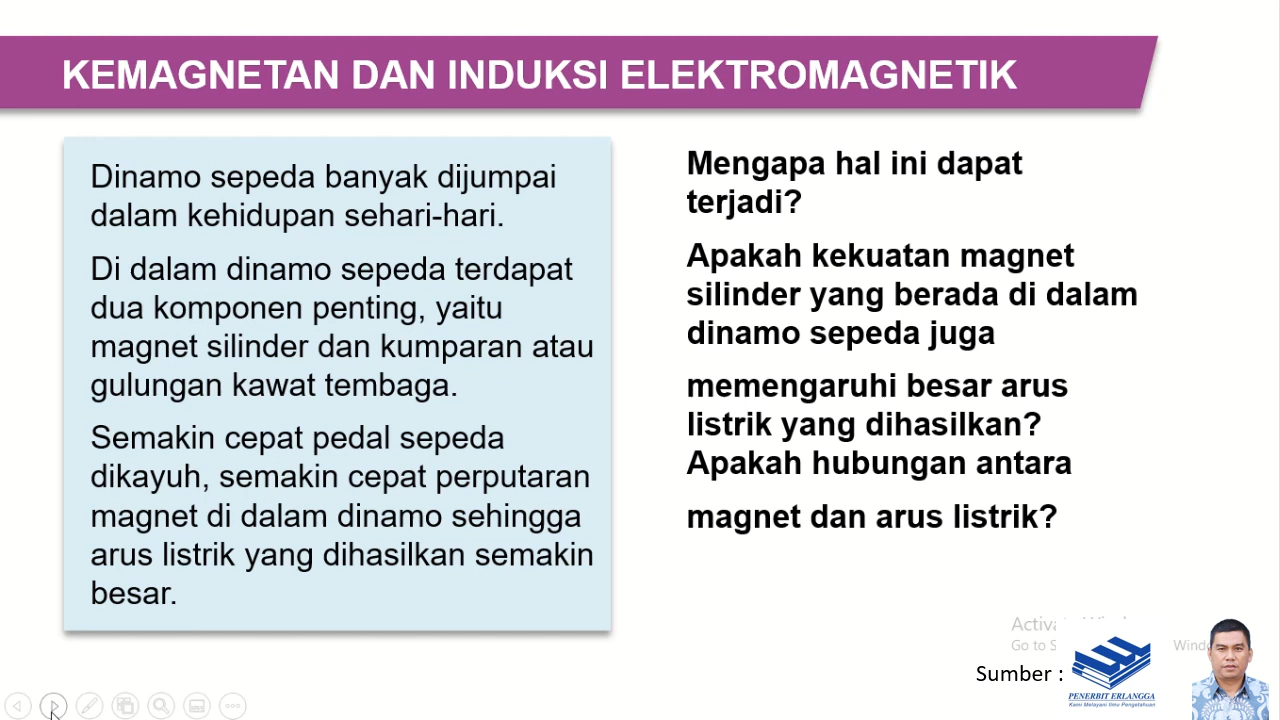 KEMAGNETAN DAN INDUKSI ELEKTROMAGNETIK
Dinamo sepeda banyak dijumpai
dalam kehidupan sehari-hari.
Di dalam dinamo sepeda terdapat
dua komponen penting, yaitu
magnet silinder dan kumparan atau
gulungan kawat tembaga.
Semakin cepat pedal sepeda
dikayuh, semakin cepat perputaran
magnet di dalam dinamo sehingga
arus listrik yang dihasilkan semakin
besar.
Mengapa hal ini dapat
terjadi?
Apakah kekuatan magnet
silinder yang berada di dalam
dinamo sepeda juga
memengaruhi besar arus
listrik yang dihasilkan?
Apakah hubungan antara
magnet dan arus listrik?
Go to
Sumber :
PENERBIT ERLANGGA
Kami Melayani Ilmu Pengetahuan